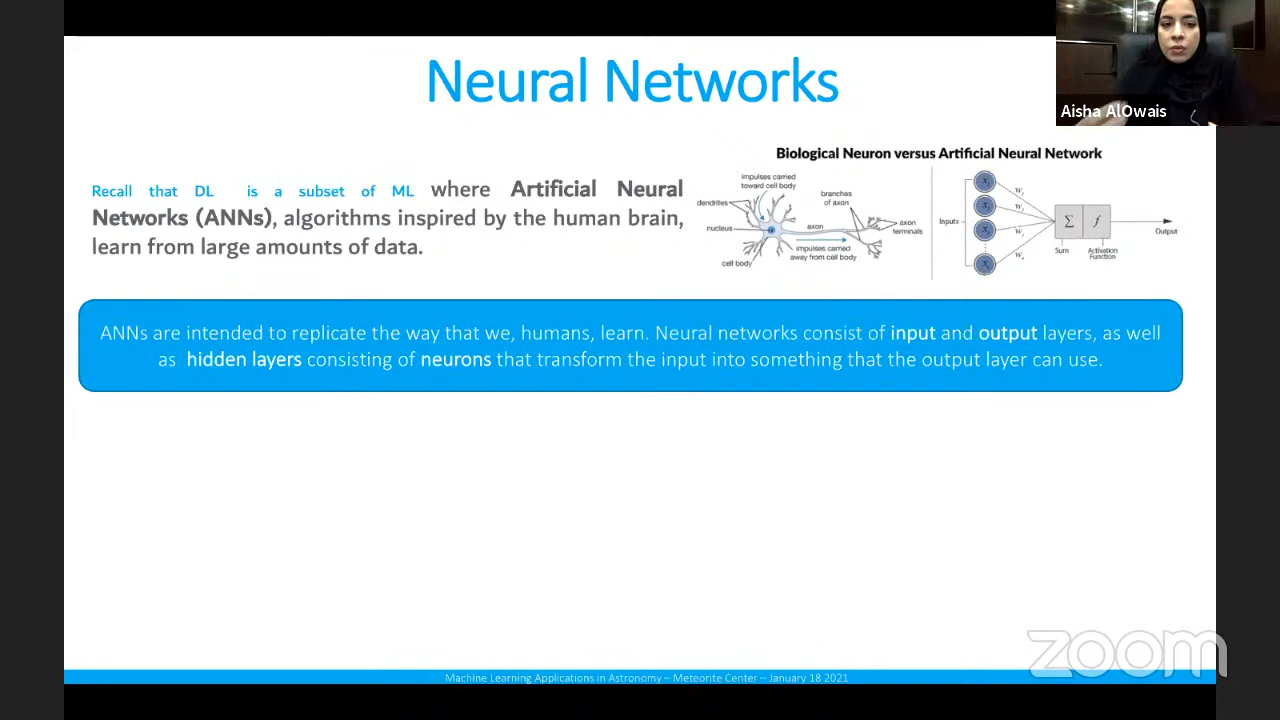 Neural Networks
Aisha AlOwais
Recall that DL is a subset of ML where Artificial Neural
Networks (ANNs), algorithms inspired by the human brain,
learn from large amounts of data.
Biological Neuron versus Artificial Neural Network
impulses carried
toward cell body
dendrites
nucleus
cell body
branches
of axon
axon
axon
terminals
impulses carried
away from cell body
Inputs
Σ
f
Sum
Activation
Function
Output
ANNs are intended to replicate the way that we, humans, learn. Neural networks consist of input and output layers, as well
as hidden layers consisting of neurons that transform the input into something that the output layer can use.
zoom
Machine Learning Applications in Astronomy – Meteorite Center – January 18 2021